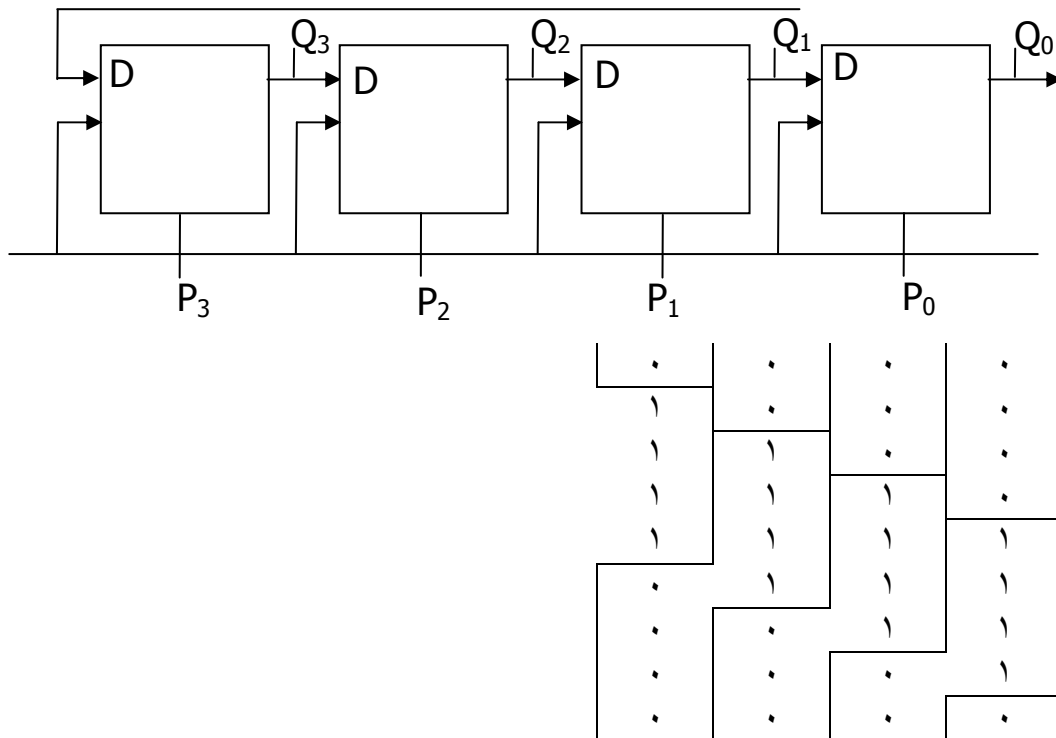 Q3 Q2 Q1 Q0
D D D D
P3 P2 P1 P0
٠ ٠ ٠ ٠
١ ٠ ٠ ٠
١ ١ ٠ ٠
١ ١ ١ ٠
١ ١ ١ ١
٠ ١ ١ ١
٠ ٠ ١ ١
٠ ٠ ٠ ١
٠ ٠ ٠ ٠